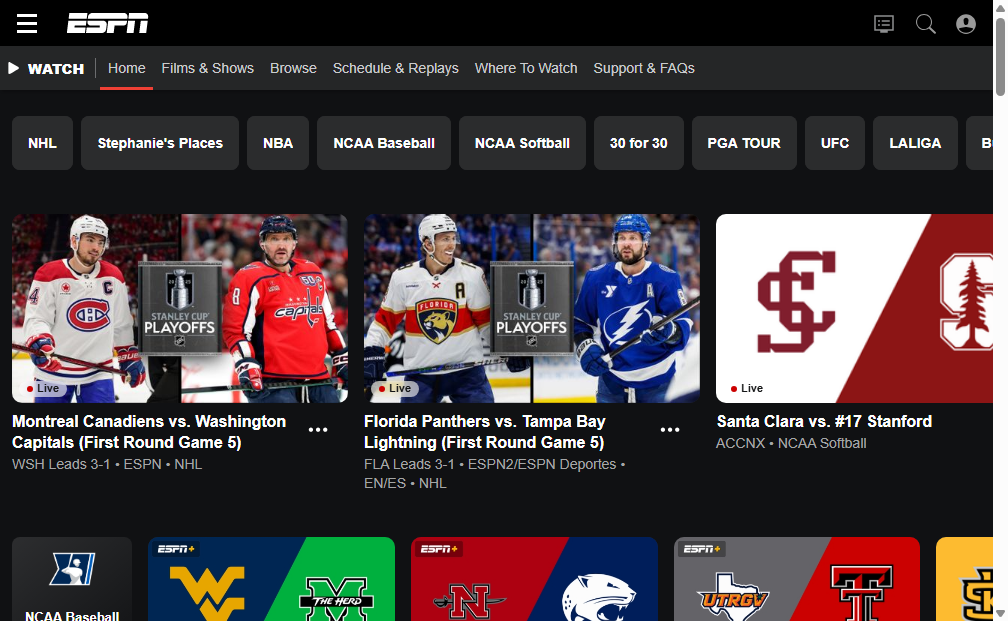 ESPN
WATCH
Home
Films & Shows
Browse
Schedule & Replays
Where To Watch
Support & FAQs
NHL
Stephanie's Places
NBA
NCAA Baseball
NCAA Softball
30 for 30
PGA TOUR
UFC
LALIGA
STANLEY CUP
PLAYOFFS
Live
STANLEY CUP
PLAYOFFS
Live
Live
Montreal Canadiens vs. Washington
Capitals (First Round Game 5)
WSH Leads 3-1 • ESPN • NHL
Florida Panthers vs. Tampa Bay
Lightning (First Round Game 5)
FLA Leads 3-1 • ESPN2/ESPN Deportes •
EN/ES • NHL
Santa Clara vs. #17 Stanford
ACCNX • NCAA Softball
NCAA Baseball
ESPN+
WV
M
THE HERD
ESPN+
N
ESPN+
UTRGV
T